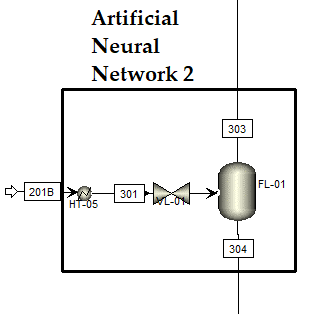 Artificial
Neural
Network 2
303
201B
HT-05
301
VL-01
FL-01
304